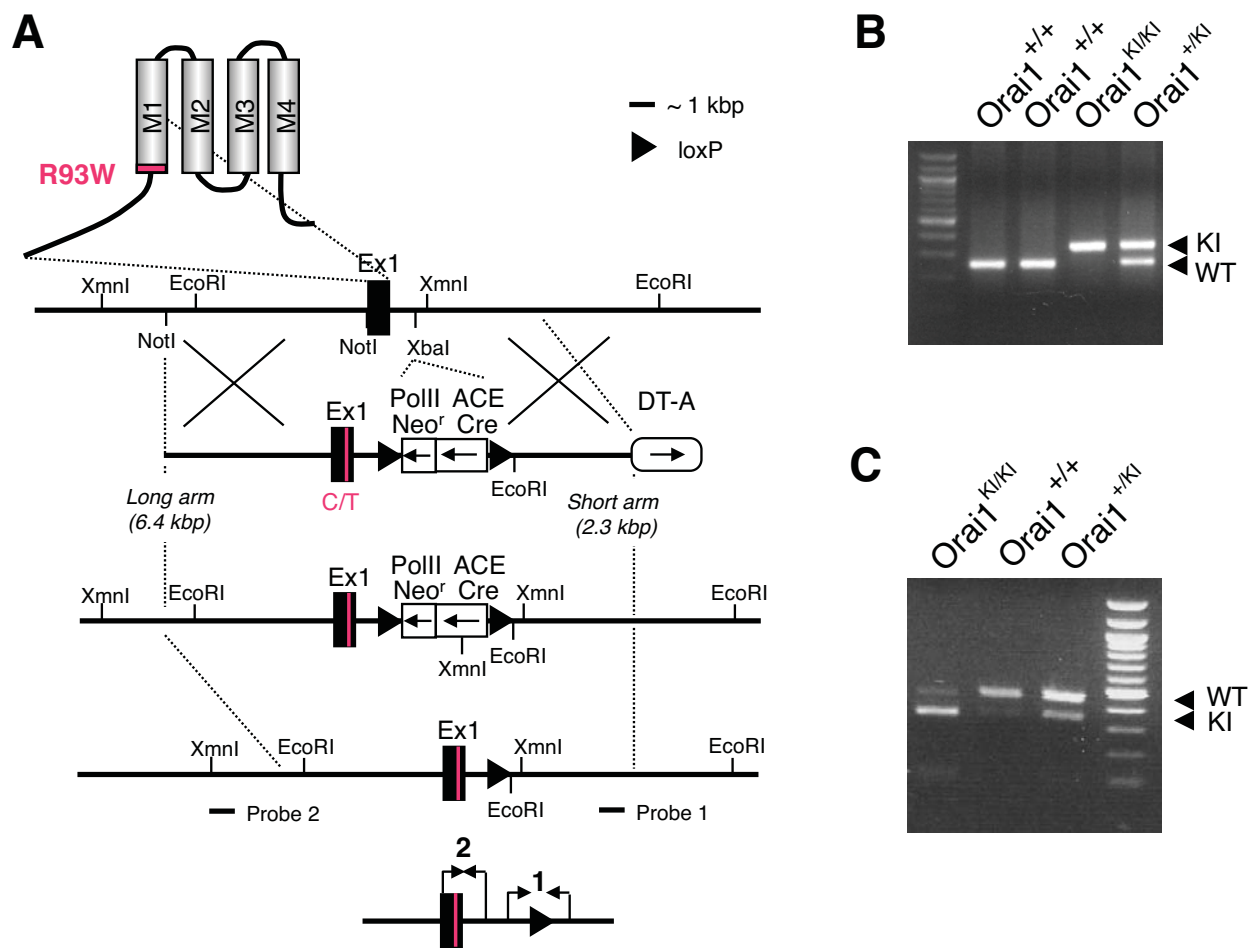 A
M1 M2 M3 M4
R93W
~ 1 kbp
loxP
Ex1
XmnI EcoRI XmnI EcoRI
NotI NotI XbaI
PolII ACE
Neoʳ Cre
DT-A
Ex1
C/T
EcoRI
Long arm
(6.4 kbp)
Short arm
(2.3 kbp)
PolII ACE
Neoʳ Cre
Ex1
XmnI EcoRI XmnI EcoRI
XmnI EcoRI
Ex1
XmnI EcoRI XmnI EcoRI
EcoRI
Probe 2 Probe 1
2
1
B
Orai1+/+ Orai1+/+ Orai1KI/KI Orai1+/KI
KI
WT
C
Orai1KI/KI Orai1+/+ Orai1+/KI
WT
KI